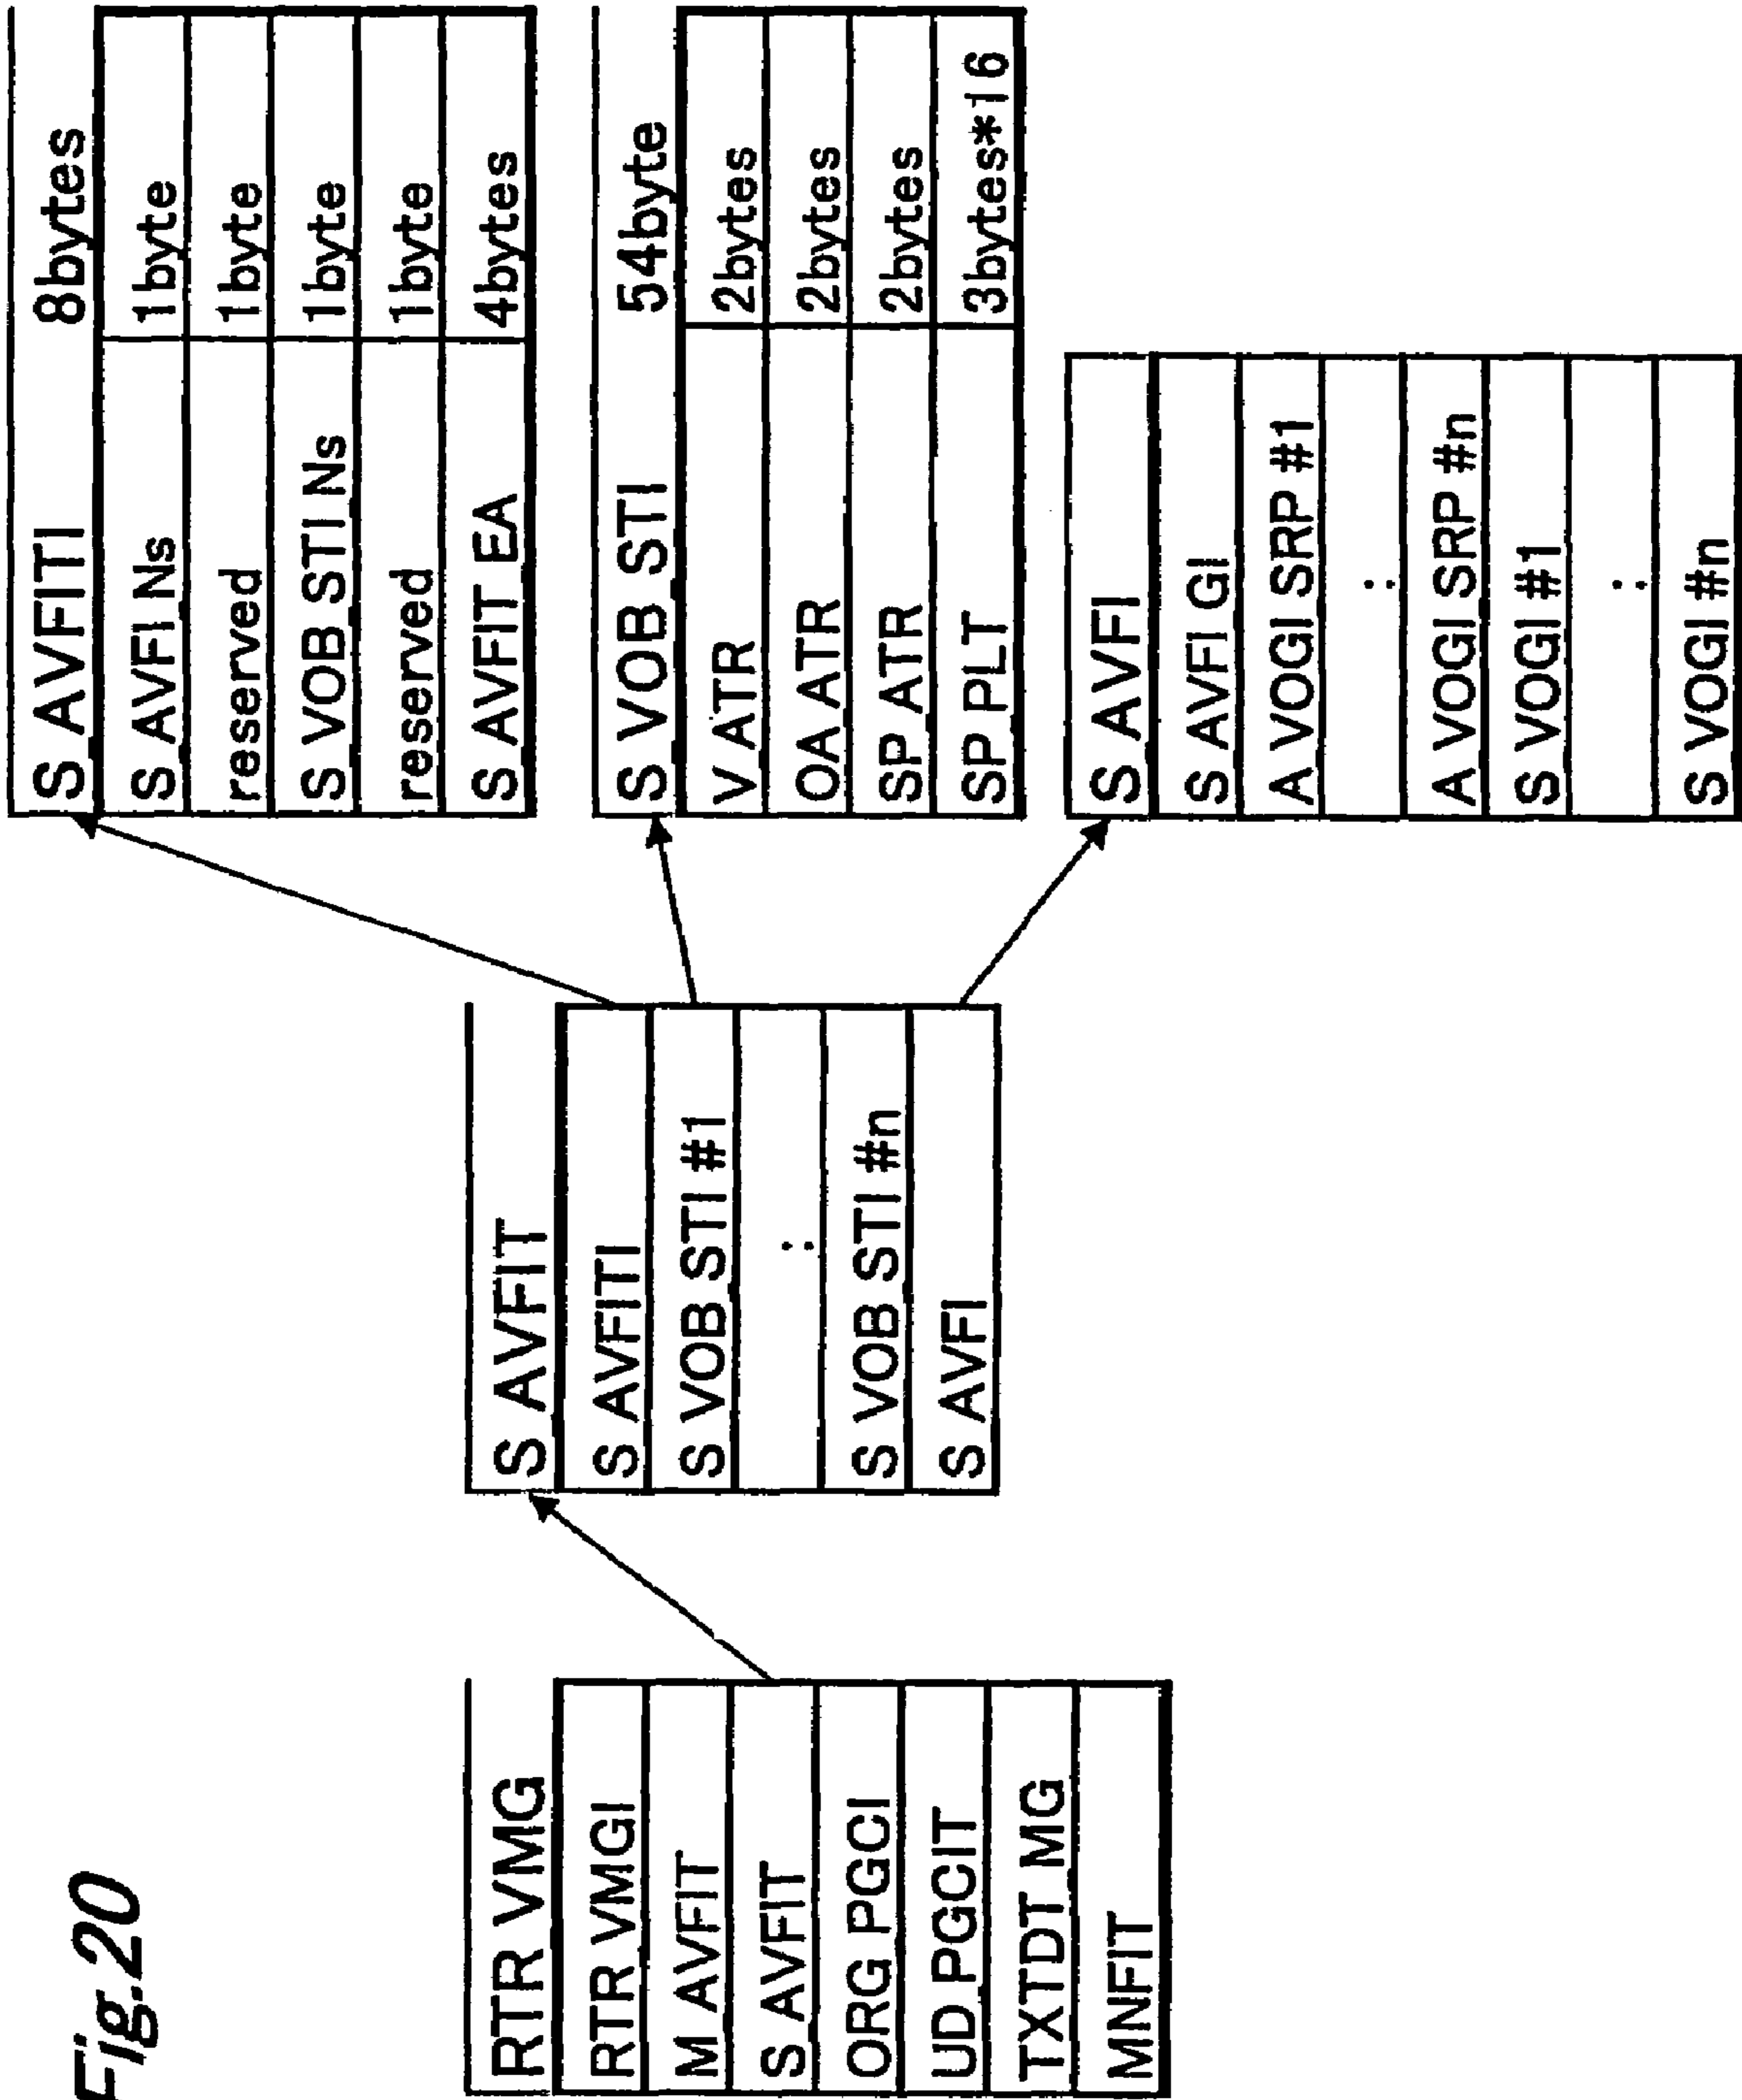 Fig.20
RTR VMG
RTR VMGI
M AVFIT
S AVFIT
ORG PGCI
UD PGCIT
TXTDT MG
MNFIT
S AVFIT
S AVFITI
S VOB STI #1
:
S VOB STI #n
S AVFI
S AVFITI 8bytes
S AVFI Ns 1byte
reserved 1byte
S VOB STI Ns 1byte
reserved 1byte
S AVFIT EA 4bytes
S VOB STI 54byte
V ATR 2bytes
OA ATR 2bytes
SP ATR 2bytes
SP PLT 3bytes*16
S AVFI
S AVFI GI
A VOGI SRP #1
:
A VOGI SRP #n
S VOGI #1
:
S VOGI #n